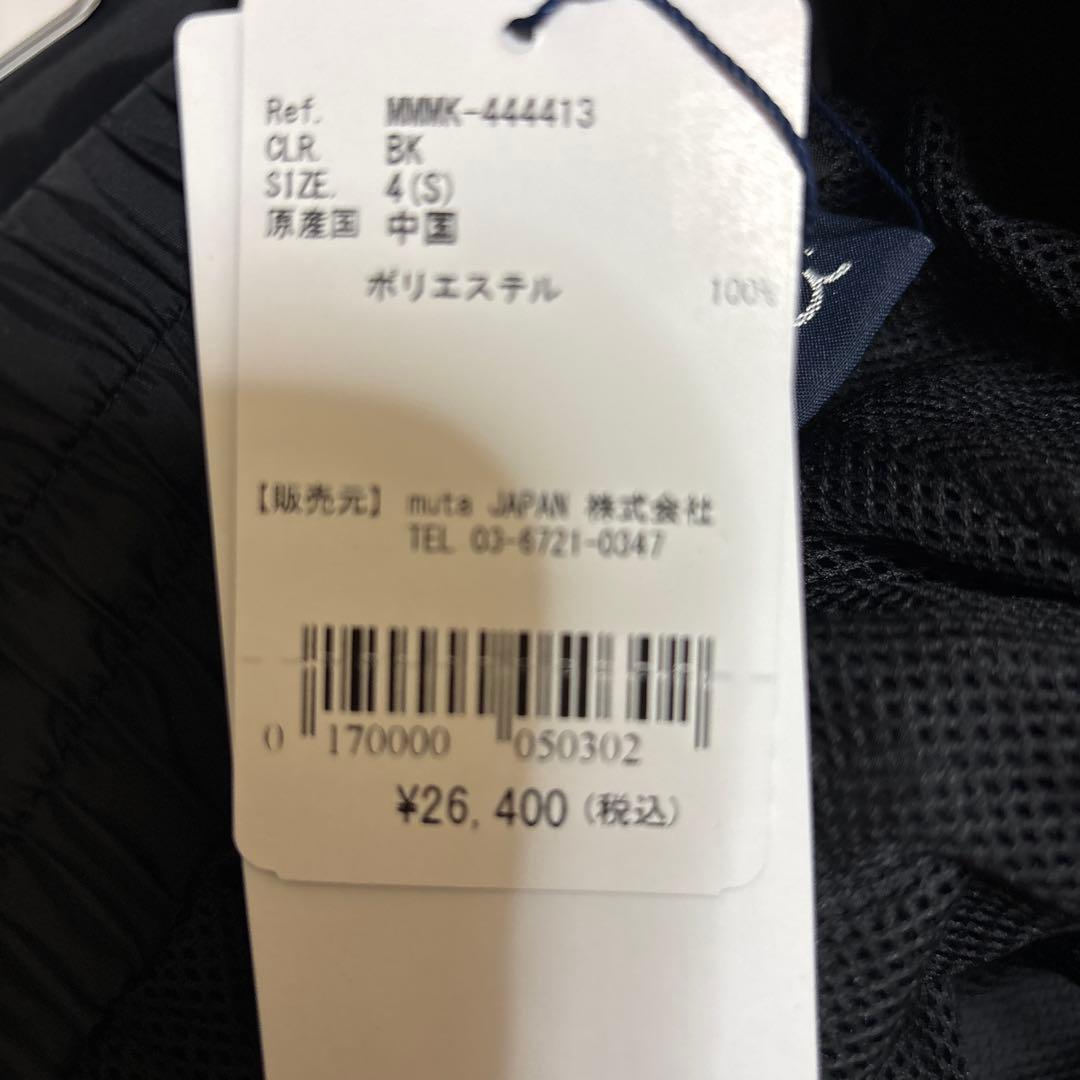 Ref. MMMK-444413
CLR. BK
SIZE. 4(S)
原産国 中国
ポリエステル 100%
【販売元】 muta JAPAN 株式会社
TEL 03-6721-0347
0 170000 050302
¥26,400 (税込)